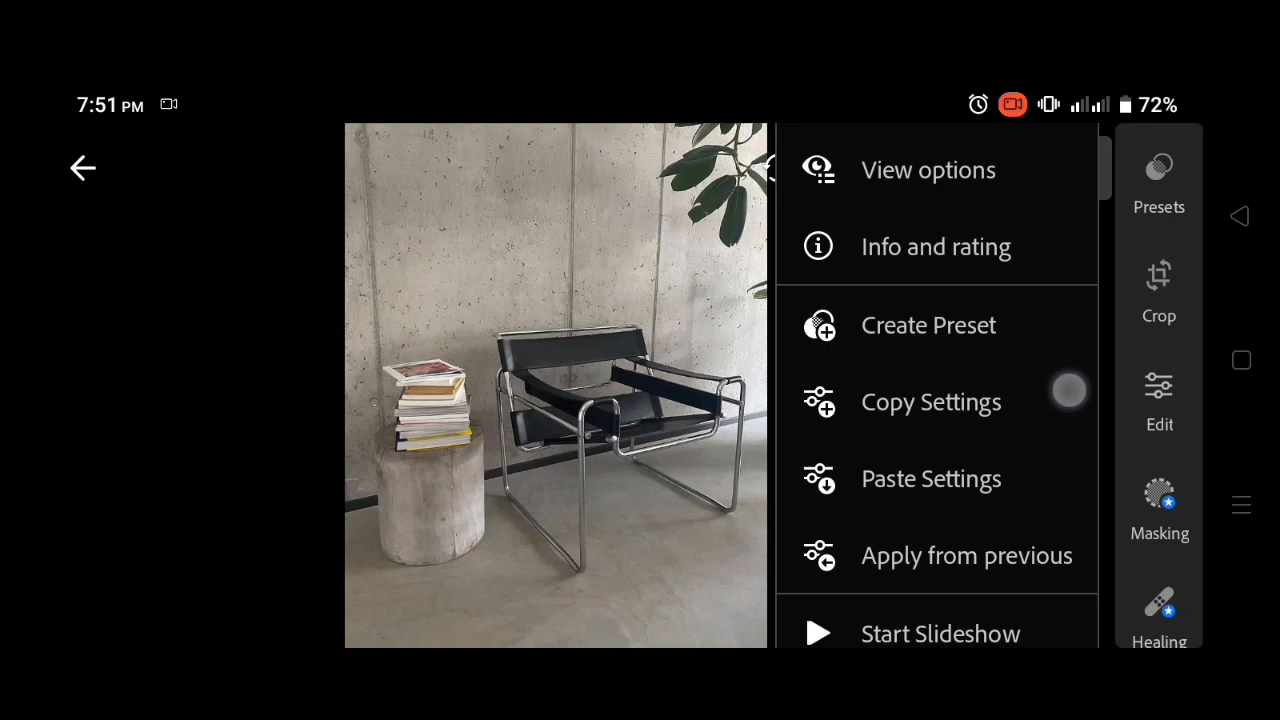 7:51 PM
72%
View options
Info and rating
Create Preset
Copy Settings
Paste Settings
Apply from previous
Start Slideshow
Presets
Crop
Edit
Masking
Healing